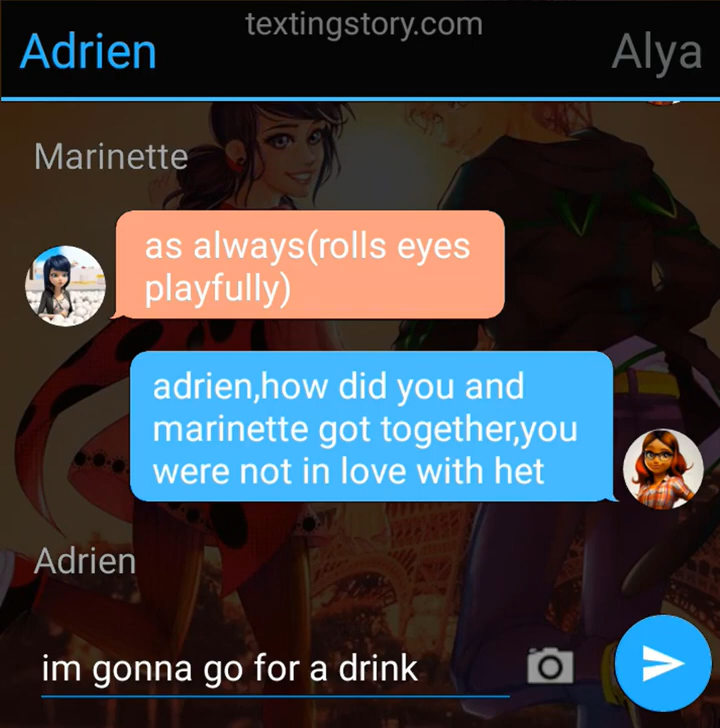 textingstory.com
Adrien
Alya
Marinette
as always(rolls eyes
playfully)
adrien,how did you and
marinette got together,you
were not in love with het
Adrien
im gonna go for a drink